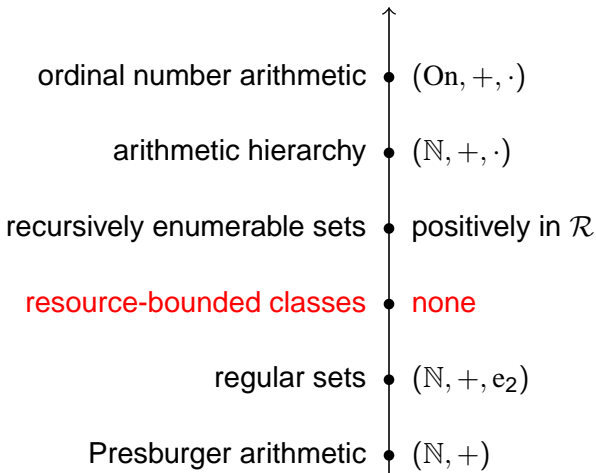 ordinal number arithmetic (On, +, ·)
arithmetic hierarchy (ℕ, +, ·)
recursively enumerable sets positively in ℛ
resource-bounded classes none
regular sets (ℕ, +, e₂)
Presburger arithmetic (ℕ, +)